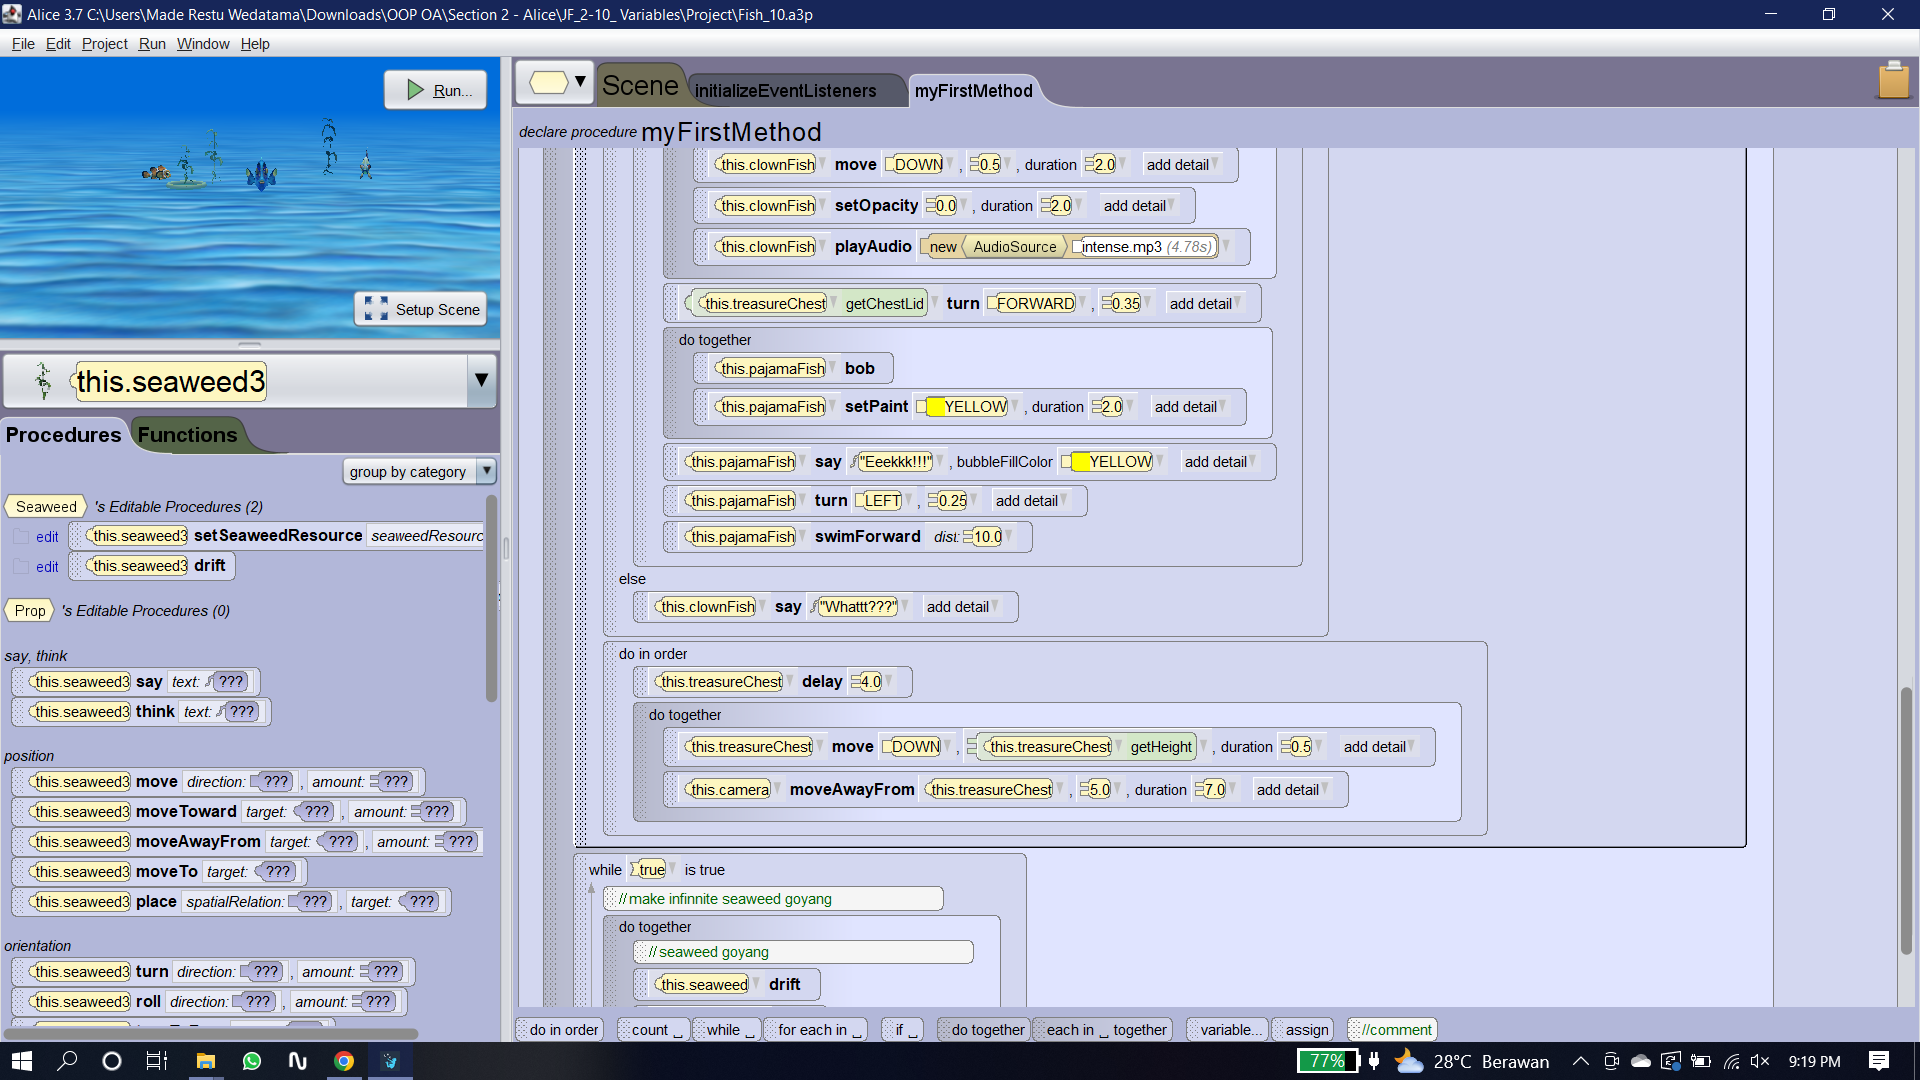 Alice 3.7 C:\Users\Made Restu Wedatama\Downloads\OOP OA\Section 2 - Alice\JF_2-10_ Variables\Project\Fish_10.a3p
File Edit Project Run Window Help
Run...
Setup Scene
this.seaweed3
Procedures Functions
group by category
Seaweed 's Editable Procedures (2)
edit this.seaweed3 setSeaweedResource seaweedResourc
edit this.seaweed3 drift
Prop 's Editable Procedures (0)
say, think
this.seaweed3 say text: ???
this.seaweed3 think text: ???
position
this.seaweed3 move direction: ??? , amount: ???
this.seaweed3 moveToward target: ??? , amount: ???
this.seaweed3 moveAwayFrom target: ??? , amount: ???
this.seaweed3 moveTo target: ???
this.seaweed3 place spatialRelation: ??? , target: ???
orientation
this.seaweed3 turn direction: ??? , amount: ???
this.seaweed3 roll direction: ??? , amount: ???
Scene initializeEventListeners myFirstMethod
declare procedure myFirstMethod
this.clownFish move DOWN , 0.5 , duration 2.0 add detail
this.clownFish setOpacity 0.0 , duration 2.0 add detail
this.clownFish playAudio new AudioSource intense.mp3 (4.78s)
this.treasureChest getChestLid turn FORWARD , 0.35 add detail
do together
this.pajamaFish bob
this.pajamaFish setPaint YELLOW , duration 2.0 add detail
this.pajamaFish say "Eeekkk!!!" , bubbleFillColor YELLOW add detail
this.pajamaFish turn LEFT , 0.25 add detail
this.pajamaFish swimForward dist: 10.0
else
this.clownFish say "Whattt???" add detail
do in order
this.treasureChest delay 4.0
do together
this.treasureChest move DOWN , this.treasureChest getHeight , duration 0.5 add detail
this.camera moveAwayFrom this.treasureChest , 5.0 , duration 7.0 add detail
while true is true
//make infinnite seaweed goyang
do together
//seaweed goyang
this.seaweed drift
do in order count _ while _ for each in _ if _ do together each in _ together variable... assign //comment
77% 28°C Berawan 9:19 PM